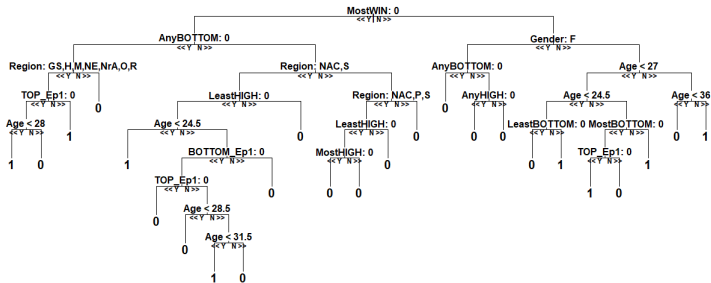 MostWIN: 0
<< Y N >>
AnyBOTTOM: 0 Gender: F
<< Y N >> << Y N >>
Region: GS,H,M,NE,NrA,O,R Region: NAC,S AnyBOTTOM: 0 Age < 27
<< Y N >> << Y N >> << Y N >> << Y N >>
TOP_Ep1: 0 0 LeastHIGH: 0 Region: NAC,P,S 0 AnyHIGH: 0 Age < 24.5 Age < 36
<< Y N >> << Y N >> << Y N >> << Y N >> << Y N >> << Y N >>
Age < 28 1 Age < 24.5 0 LeastHIGH: 0 0 0 0 LeastBOTTOM: 0 MostBOTTOM: 0 0 1
<< Y N >> << Y N >> << Y N >> << Y N >> << Y N >>
1 0 1 BOTTOM_Ep1: 0 MostHIGH: 0 0 0 1 TOP_Ep1: 0 1
<< Y N >> << Y N >> << Y N >>
TOP_Ep1: 0 0 0 0 1 0
<< Y N >>
0 Age < 28.5
<< Y N >>
0 Age < 31.5
<< Y N >>
1 0